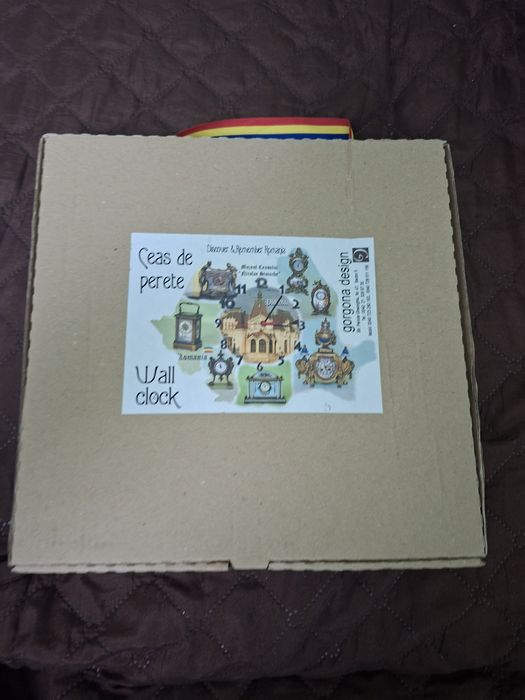 Ceas de
perete
Discover & Remember Romania
Muzeul Ceasului
"Nicolae Simache"
12
11
1
10
2
9
3
8
4
7
5
6
Romania
Wall
clock
gorgona design